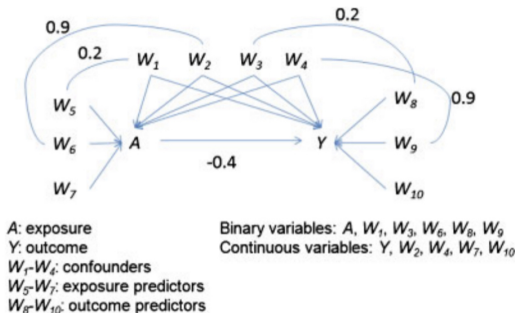 0.9 0.2
0.2 W1 W2 W3 W4
W5 W8 0.9
W6 A Y W9
-0.4
W7 W10
A: exposure Binary variables: A, W1, W3, W6, W8, W9
Y: outcome Continuous variables: Y, W2, W4, W7, W10
W1-W4: confounders
W5-W7: exposure predictors
W8-W10: outcome predictors